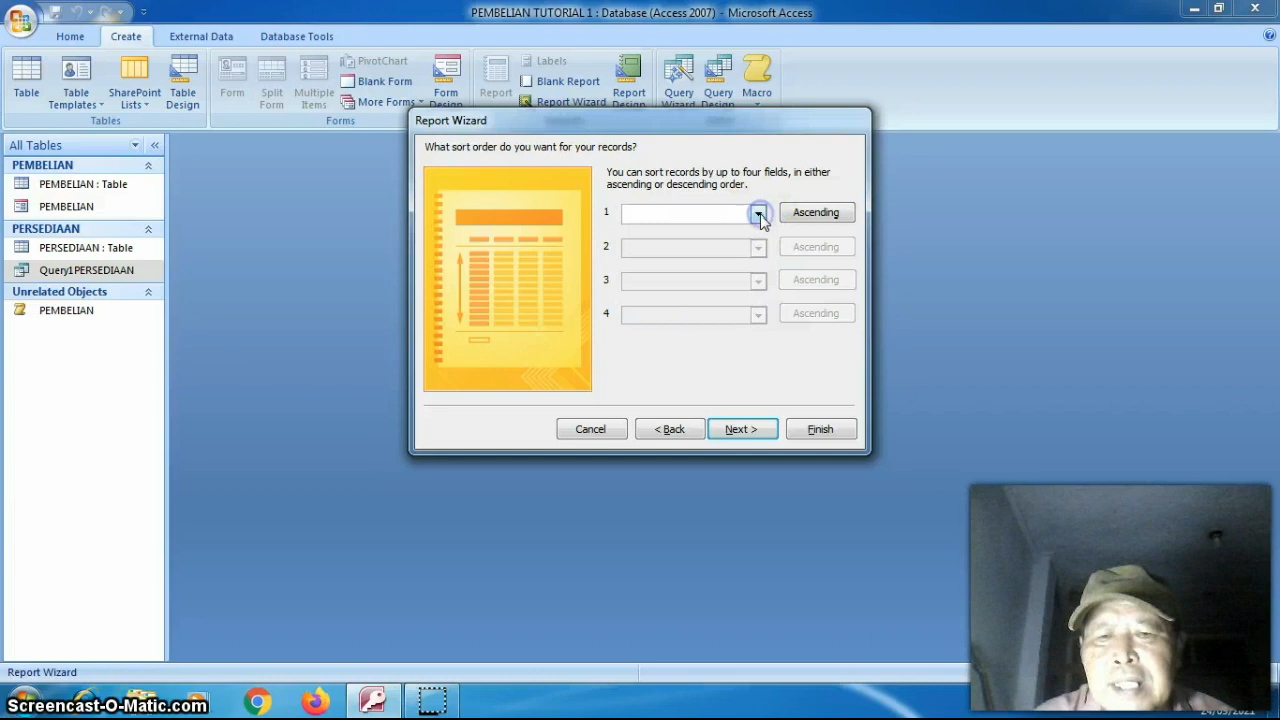 PEMBELIAN TUTORIAL 1 : Database (Access 2007) - Microsoft Access
Home Create External Data Database Tools
Table
Table Templates
SharePoint Lists
Table Design
Tables
Form
Split Form
Multiple Items
PivotChart
Blank Form
More Forms
Form
Forms
Report
Labels
Blank Report
Report Wizard
Report
Query Wizard
Query
Macro
All Tables
PEMBELIAN
PEMBELIAN : Table
PEMBELIAN
PERSEDIAAN
PERSEDIAAN : Table
Query1PERSEDIAAN
Unrelated Objects
PEMBELIAN
Report Wizard
What sort order do you want for your records?
You can sort records by up to four fields, in either
ascending or descending order.
1 Ascending
2 Ascending
3 Ascending
4 Ascending
Cancel < Back Next > Finish
Report Wizard
Screencast-O-Matic.com